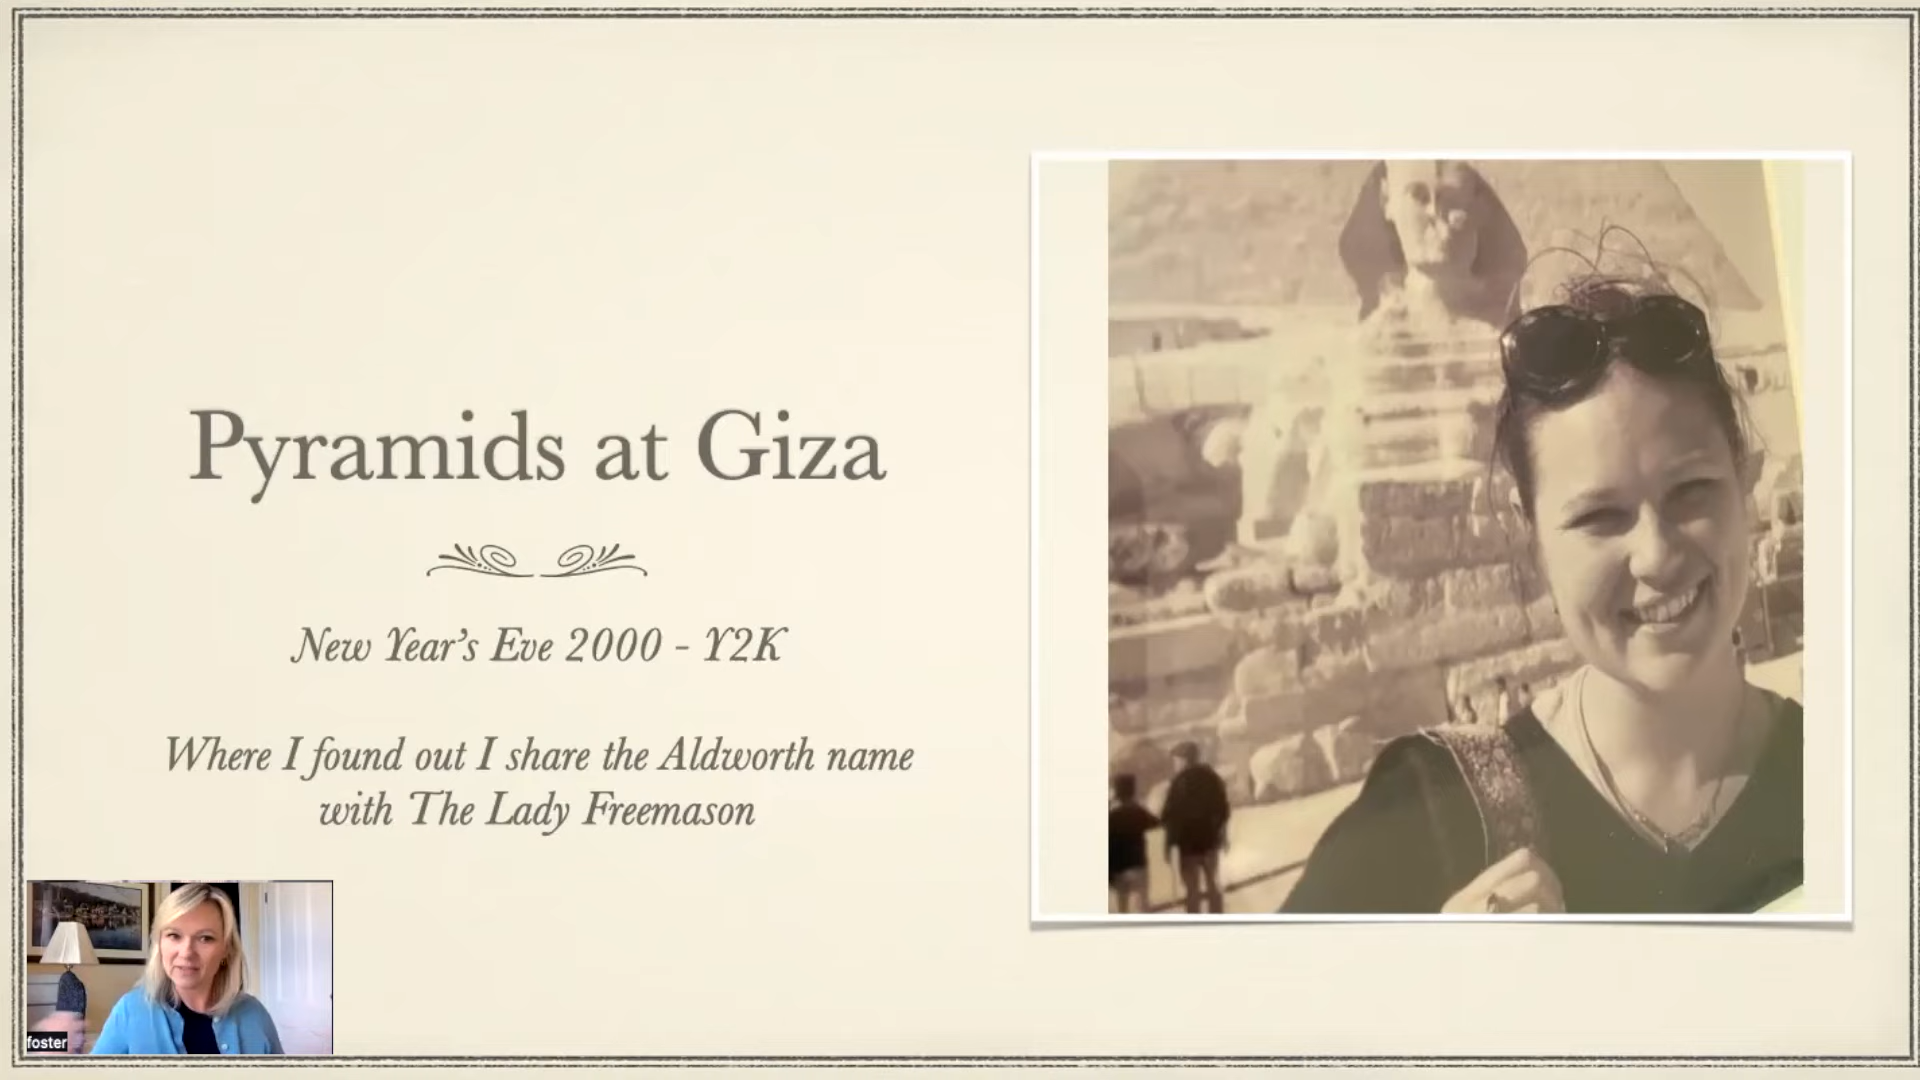 Pyramids at Giza
New Year's Eve 2000 - Y2K
Where I found out I share the Aldworth name
with The Lady Freemason
foster